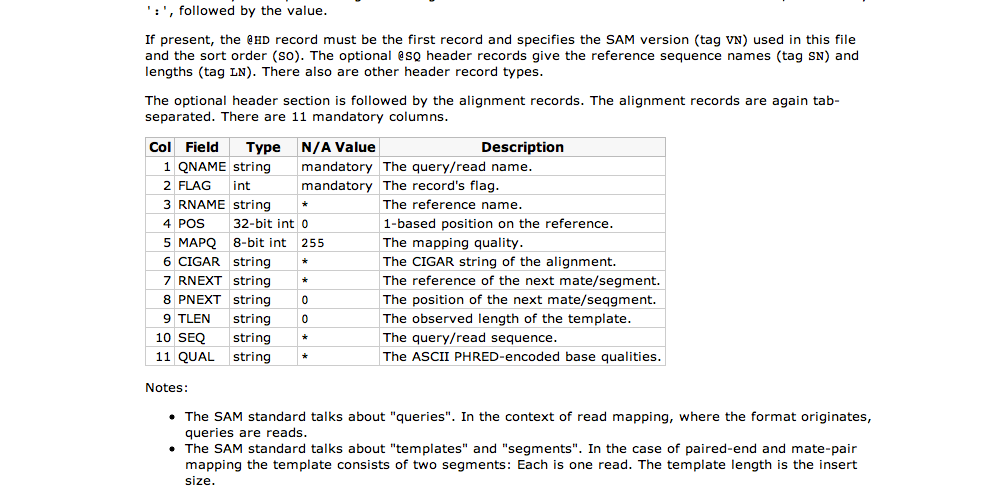 ':', followed by the value.
If present, the @HD record must be the first record and specifies the SAM version (tag VN) used in this file
and the sort order (SO). The optional @SQ header records give the reference sequence names (tag SN) and
lengths (tag LN). There also are other header record types.
The optional header section is followed by the alignment records. The alignment records are again tab-
separated. There are 11 mandatory columns.
Col Field Type N/A Value Description
1 QNAME string mandatory The query/read name.
2 FLAG int mandatory The record's flag.
3 RNAME string * The reference name.
4 POS 32-bit int 0 1-based position on the reference.
5 MAPQ 8-bit int 255 The mapping quality.
6 CIGAR string * The CIGAR string of the alignment.
7 RNEXT string * The reference of the next mate/segment.
8 PNEXT string 0 The position of the next mate/seqgment.
9 TLEN string 0 The observed length of the template.
10 SEQ string * The query/read sequence.
11 QUAL string * The ASCII PHRED-encoded base qualities.
Notes:
• The SAM standard talks about "queries". In the context of read mapping, where the format originates,
queries are reads.
• The SAM standard talks about "templates" and "segments". In the case of paired-end and mate-pair
mapping the template consists of two segments: Each is one read. The template length is the insert
size.